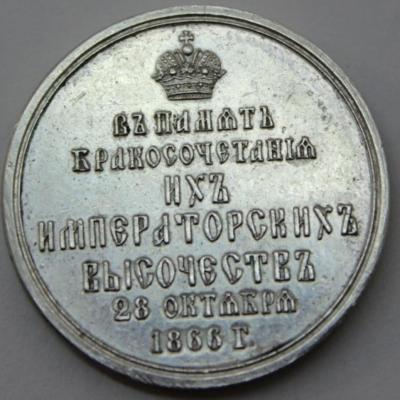 ВЪ ПАМЯТЬ
БРАКОСОЧЕТАНІЯ
ИХЪ
ИМПЕРАТОРСКИХЪ
ВЫСОЧЕСТВЪ
28 ОКТЯБРЯ
1866 Г.